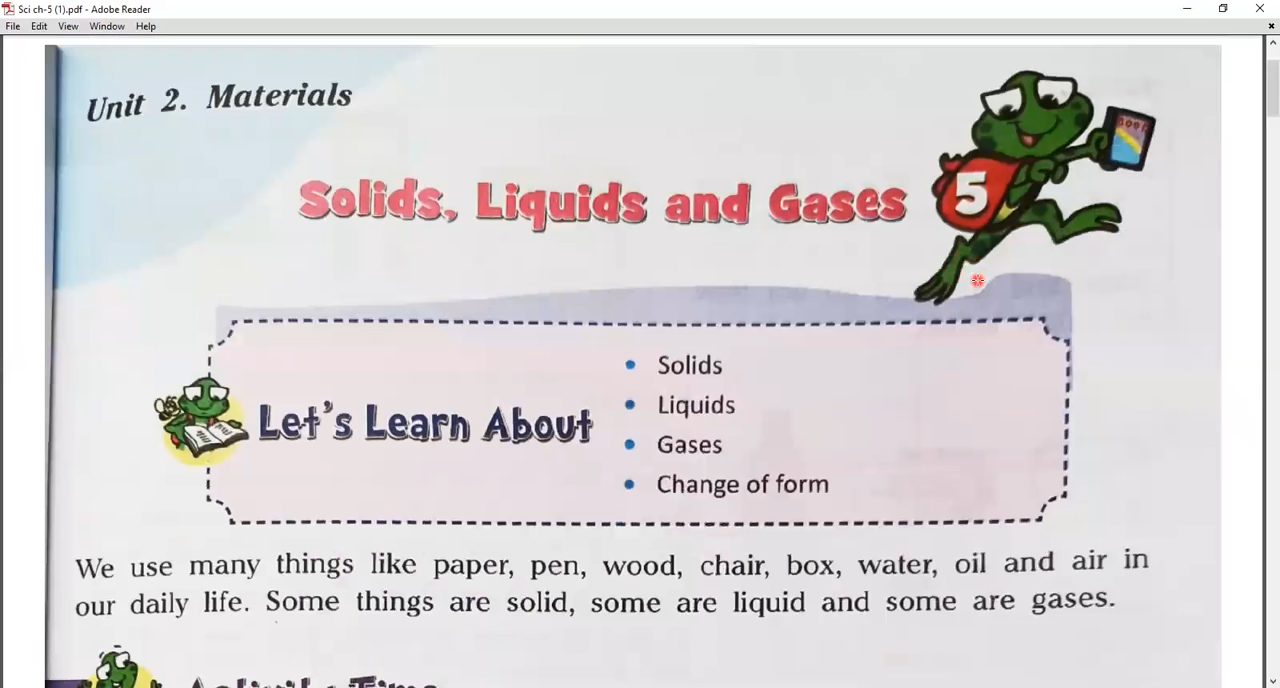 Sci ch-5 (1).pdf - Adobe Reader
File Edit View Window Help
Unit 2. Materials
BOOK
Solids, Liquids and Gases
5
Let's Learn About
• Solids
• Liquids
• Gases
• Change of form
We use many things like paper, pen, wood, chair, box, water, oil and air in
our daily life. Some things are solid, some are liquid and some are gases.
Activity Time